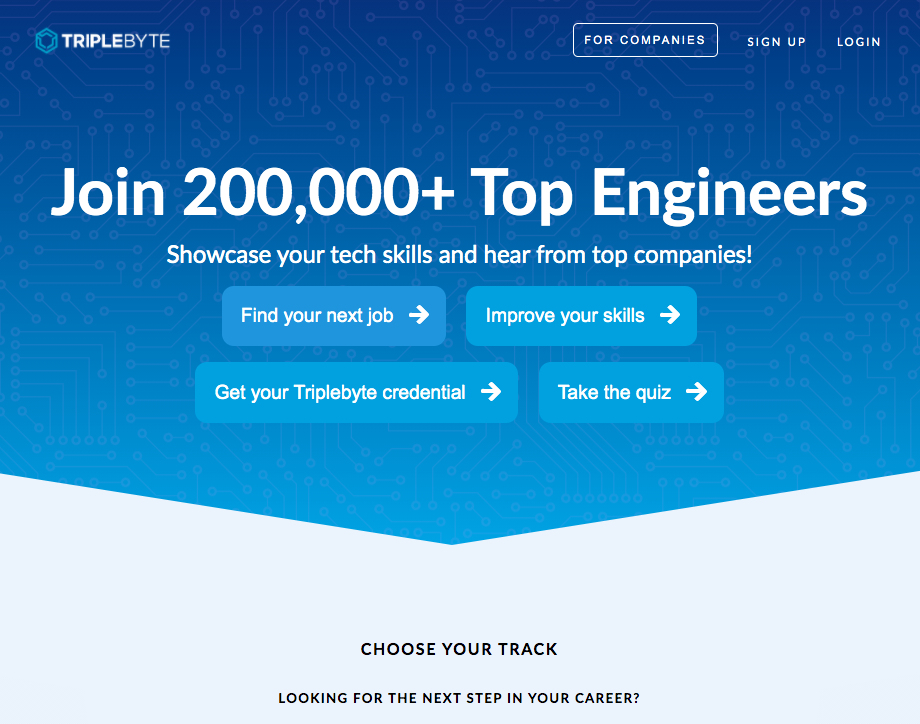 TRIPLEBYTE
FOR COMPANIES
SIGN UP
LOGIN
Join 200,000+ Top Engineers
Showcase your tech skills and hear from top companies!
Find your next job
Improve your skills
Get your Triplebyte credential
Take the quiz
CHOOSE YOUR TRACK
LOOKING FOR THE NEXT STEP IN YOUR CAREER?